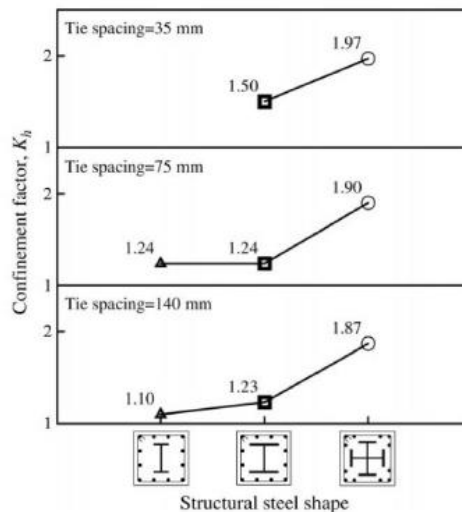 Confinement factor, K_h
Tie spacing=35 mm
2
1.97
1.50
1
Tie spacing=75 mm
2
1.90
1.24 1.24
1
Tie spacing=140 mm
2
1.87
1.23
1.10
1
Structural steel shape